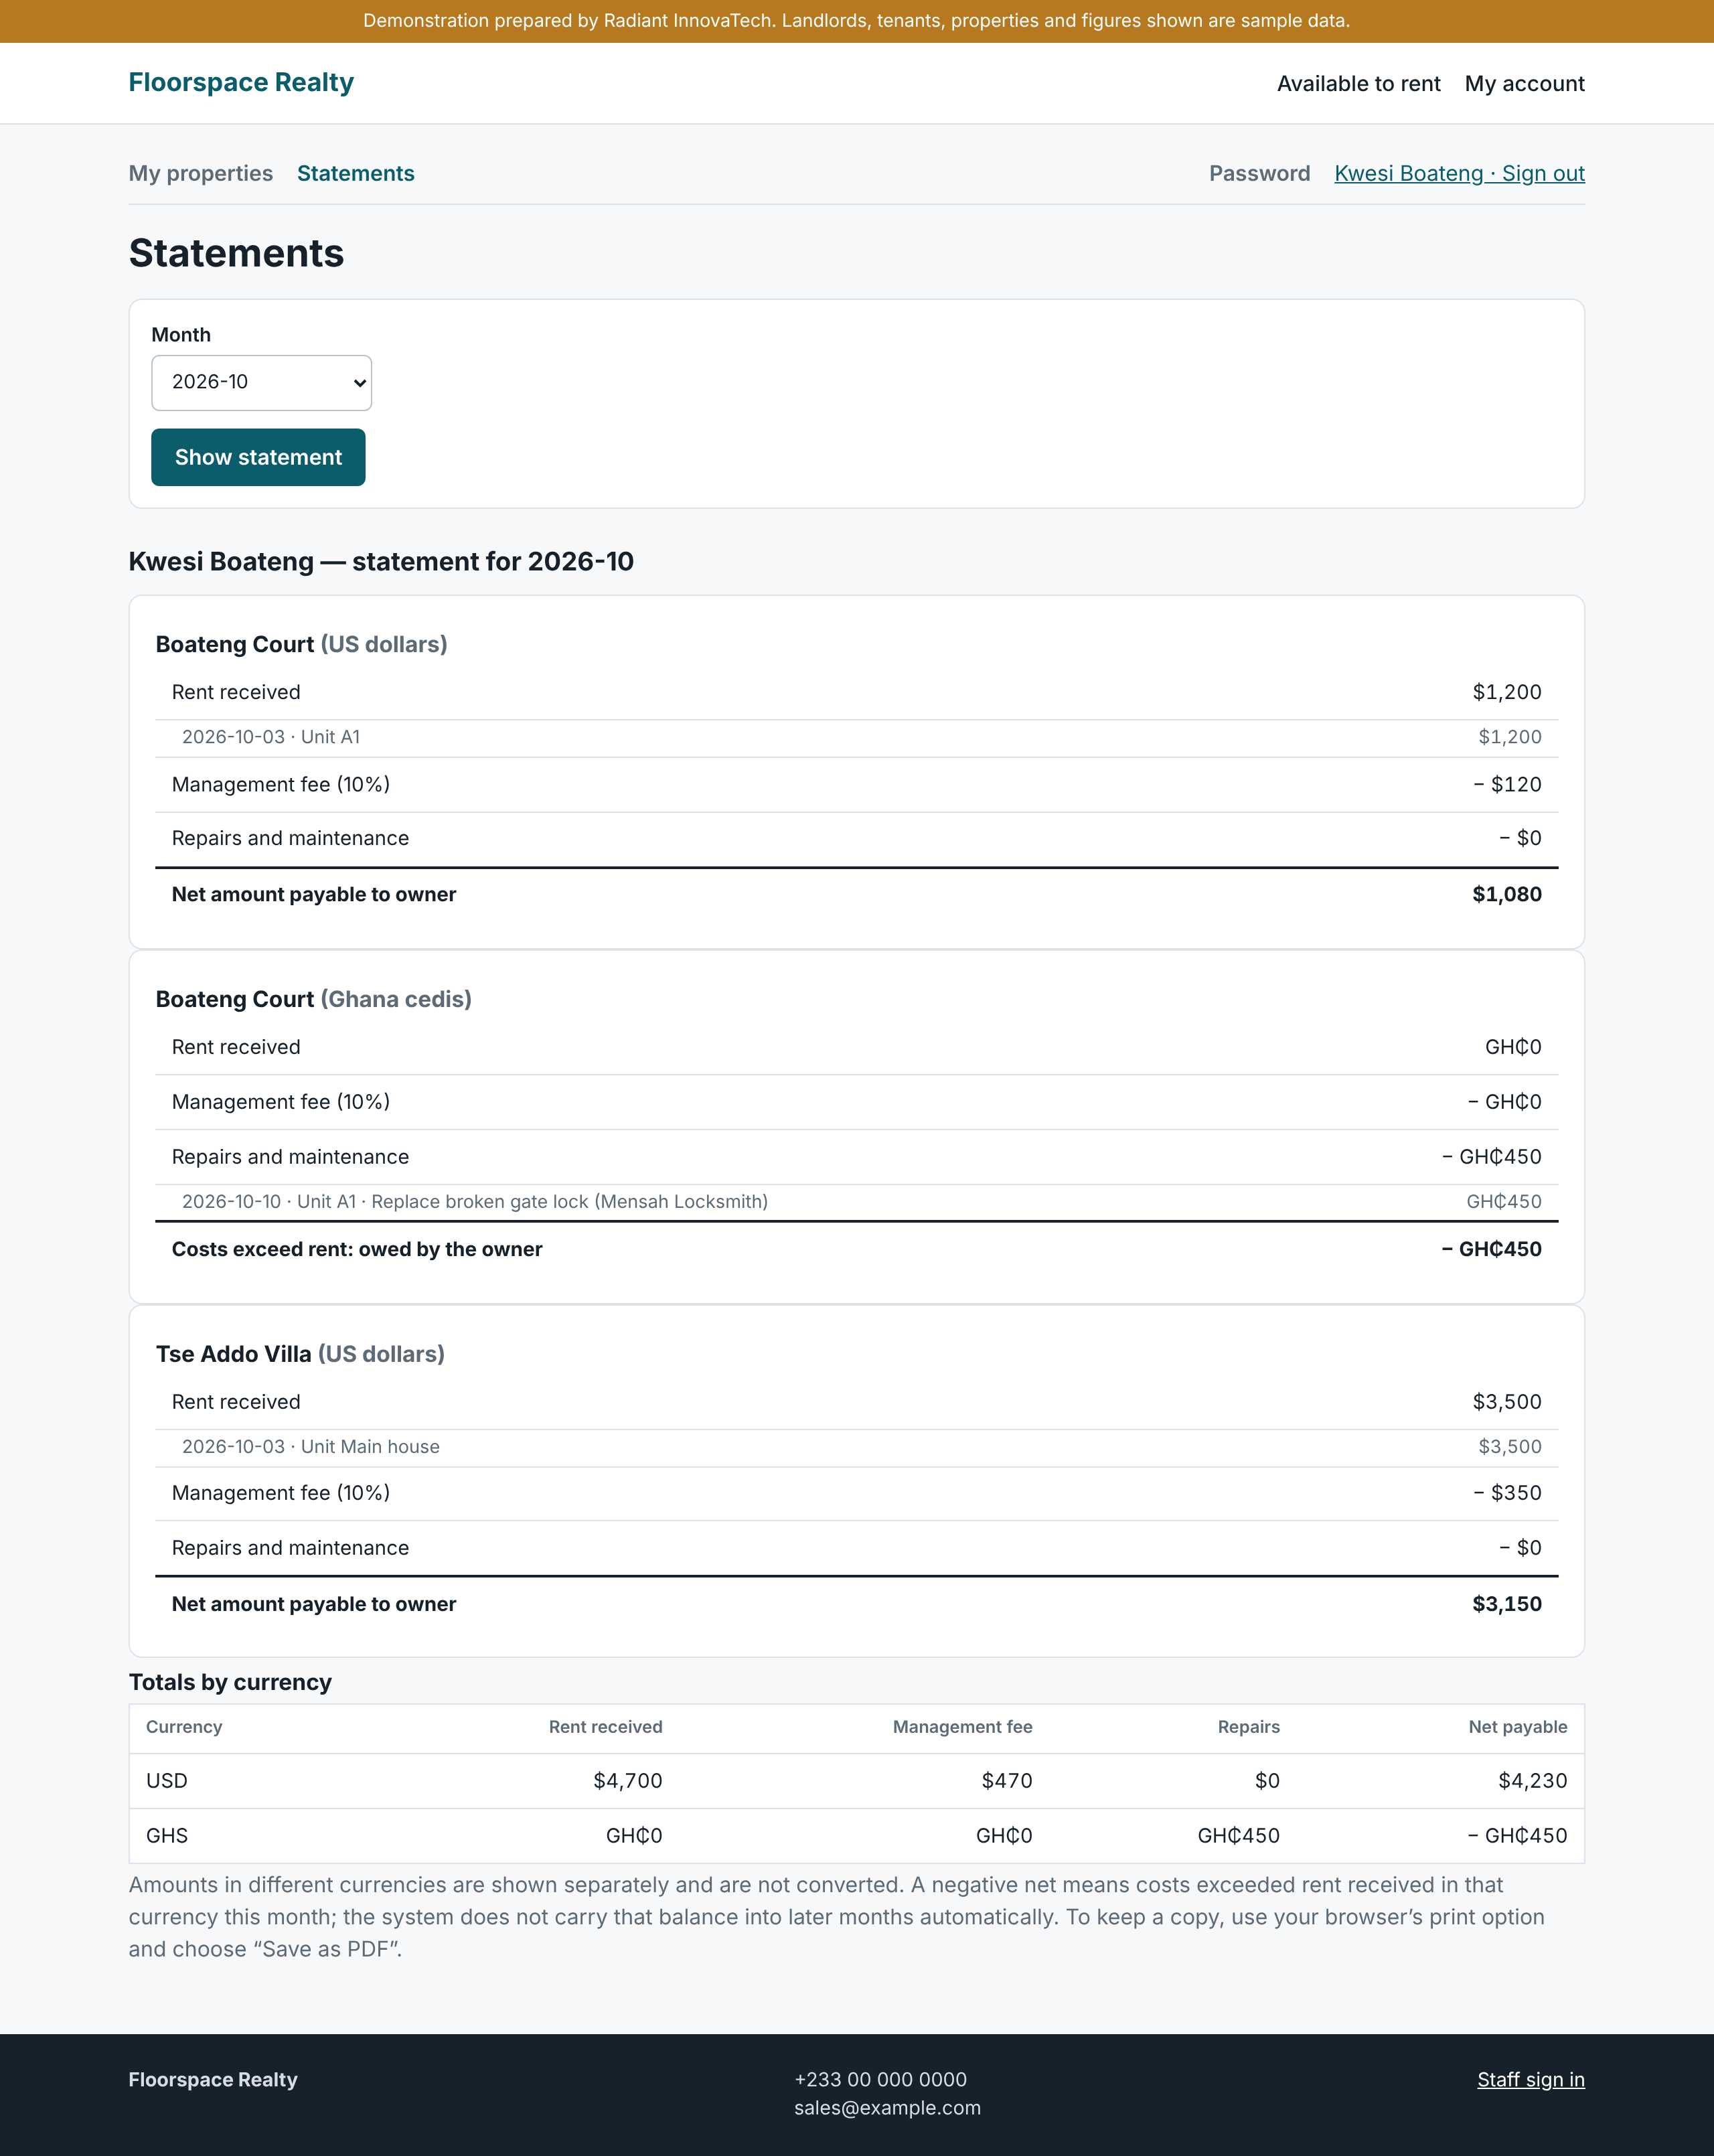 Demonstration prepared by Radiant InnovaTech. Landlords, tenants, properties and figures shown are sample data.
Floorspace Realty
Available to rent My account
My properties Statements
Password Kwesi Boateng · Sign out
Statements
Month
2026-10
Show statement
Kwesi Boateng — statement for 2026-10
Boateng Court (US dollars)
Rent received $1,200
2026-10-03 · Unit A1 $1,200
Management fee (10%) − $120
Repairs and maintenance − $0
Net amount payable to owner $1,080
Boateng Court (Ghana cedis)
Rent received GH₵0
Management fee (10%) − GH₵0
Repairs and maintenance − GH₵450
2026-10-10 · Unit A1 · Replace broken gate lock (Mensah Locksmith) GH₵450
Costs exceed rent: owed by the owner − GH₵450
Tse Addo Villa (US dollars)
Rent received $3,500
2026-10-03 · Unit Main house $3,500
Management fee (10%) − $350
Repairs and maintenance − $0
Net amount payable to owner $3,150
Totals by currency
Currency Rent received Management fee Repairs Net payable
USD $4,700 $470 $0 $4,230
GHS GH₵0 GH₵0 GH₵450 − GH₵450
Amounts in different currencies are shown separately and are not converted. A negative net means costs exceeded rent received in that
currency this month; the system does not carry that balance into later months automatically. To keep a copy, use your browser’s print option
and choose “Save as PDF”.
Floorspace Realty
+233 00 000 0000
sales@example.com
Staff sign in